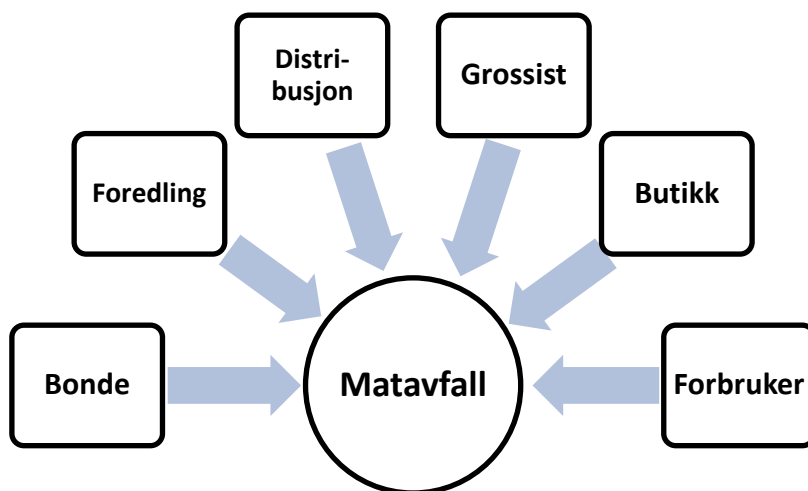 Distri-
busjon
Grossist
Foredling
Butikk
Bonde
Matavfall
Forbruker